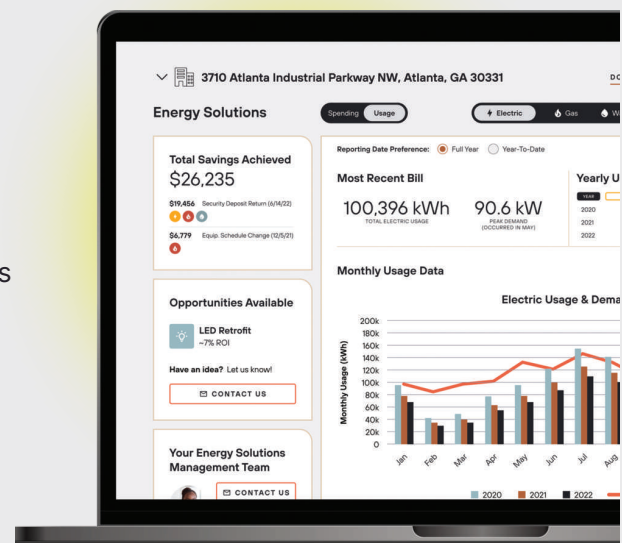 3710 Atlanta Industrial Parkway NW, Atlanta, GA 30331
Energy Solutions
Spending Usage
Electric Gas
Total Savings Achieved
$26,235
$19,456 Security Deposit Return (6/14/22)
$6,779 Equip. Schedule Change (12/5/21)
Opportunities Available
LED Retrofit
~7% ROI
Have an idea? Let us know!
CONTACT US
Your Energy Solutions
Management Team
CONTACT US
Reporting Date Preference: Full Year Year-To-Date
Most Recent Bill
100,396 kWh
TOTAL ELECTRIC USAGE
90.6 kW
PEAK DEMAND
(OCCURRED IN MAY)
Yearly U
YEAR
2020
2021
2022
Monthly Usage Data
Electric Usage & Dema
Monthly Usage (kWh)
200k
180k
160k
140k
120k
100k
80k
60k
40k
20k
0
Jan Feb Mar Apr May Jun Jul Aug
2020 2021 2022
s